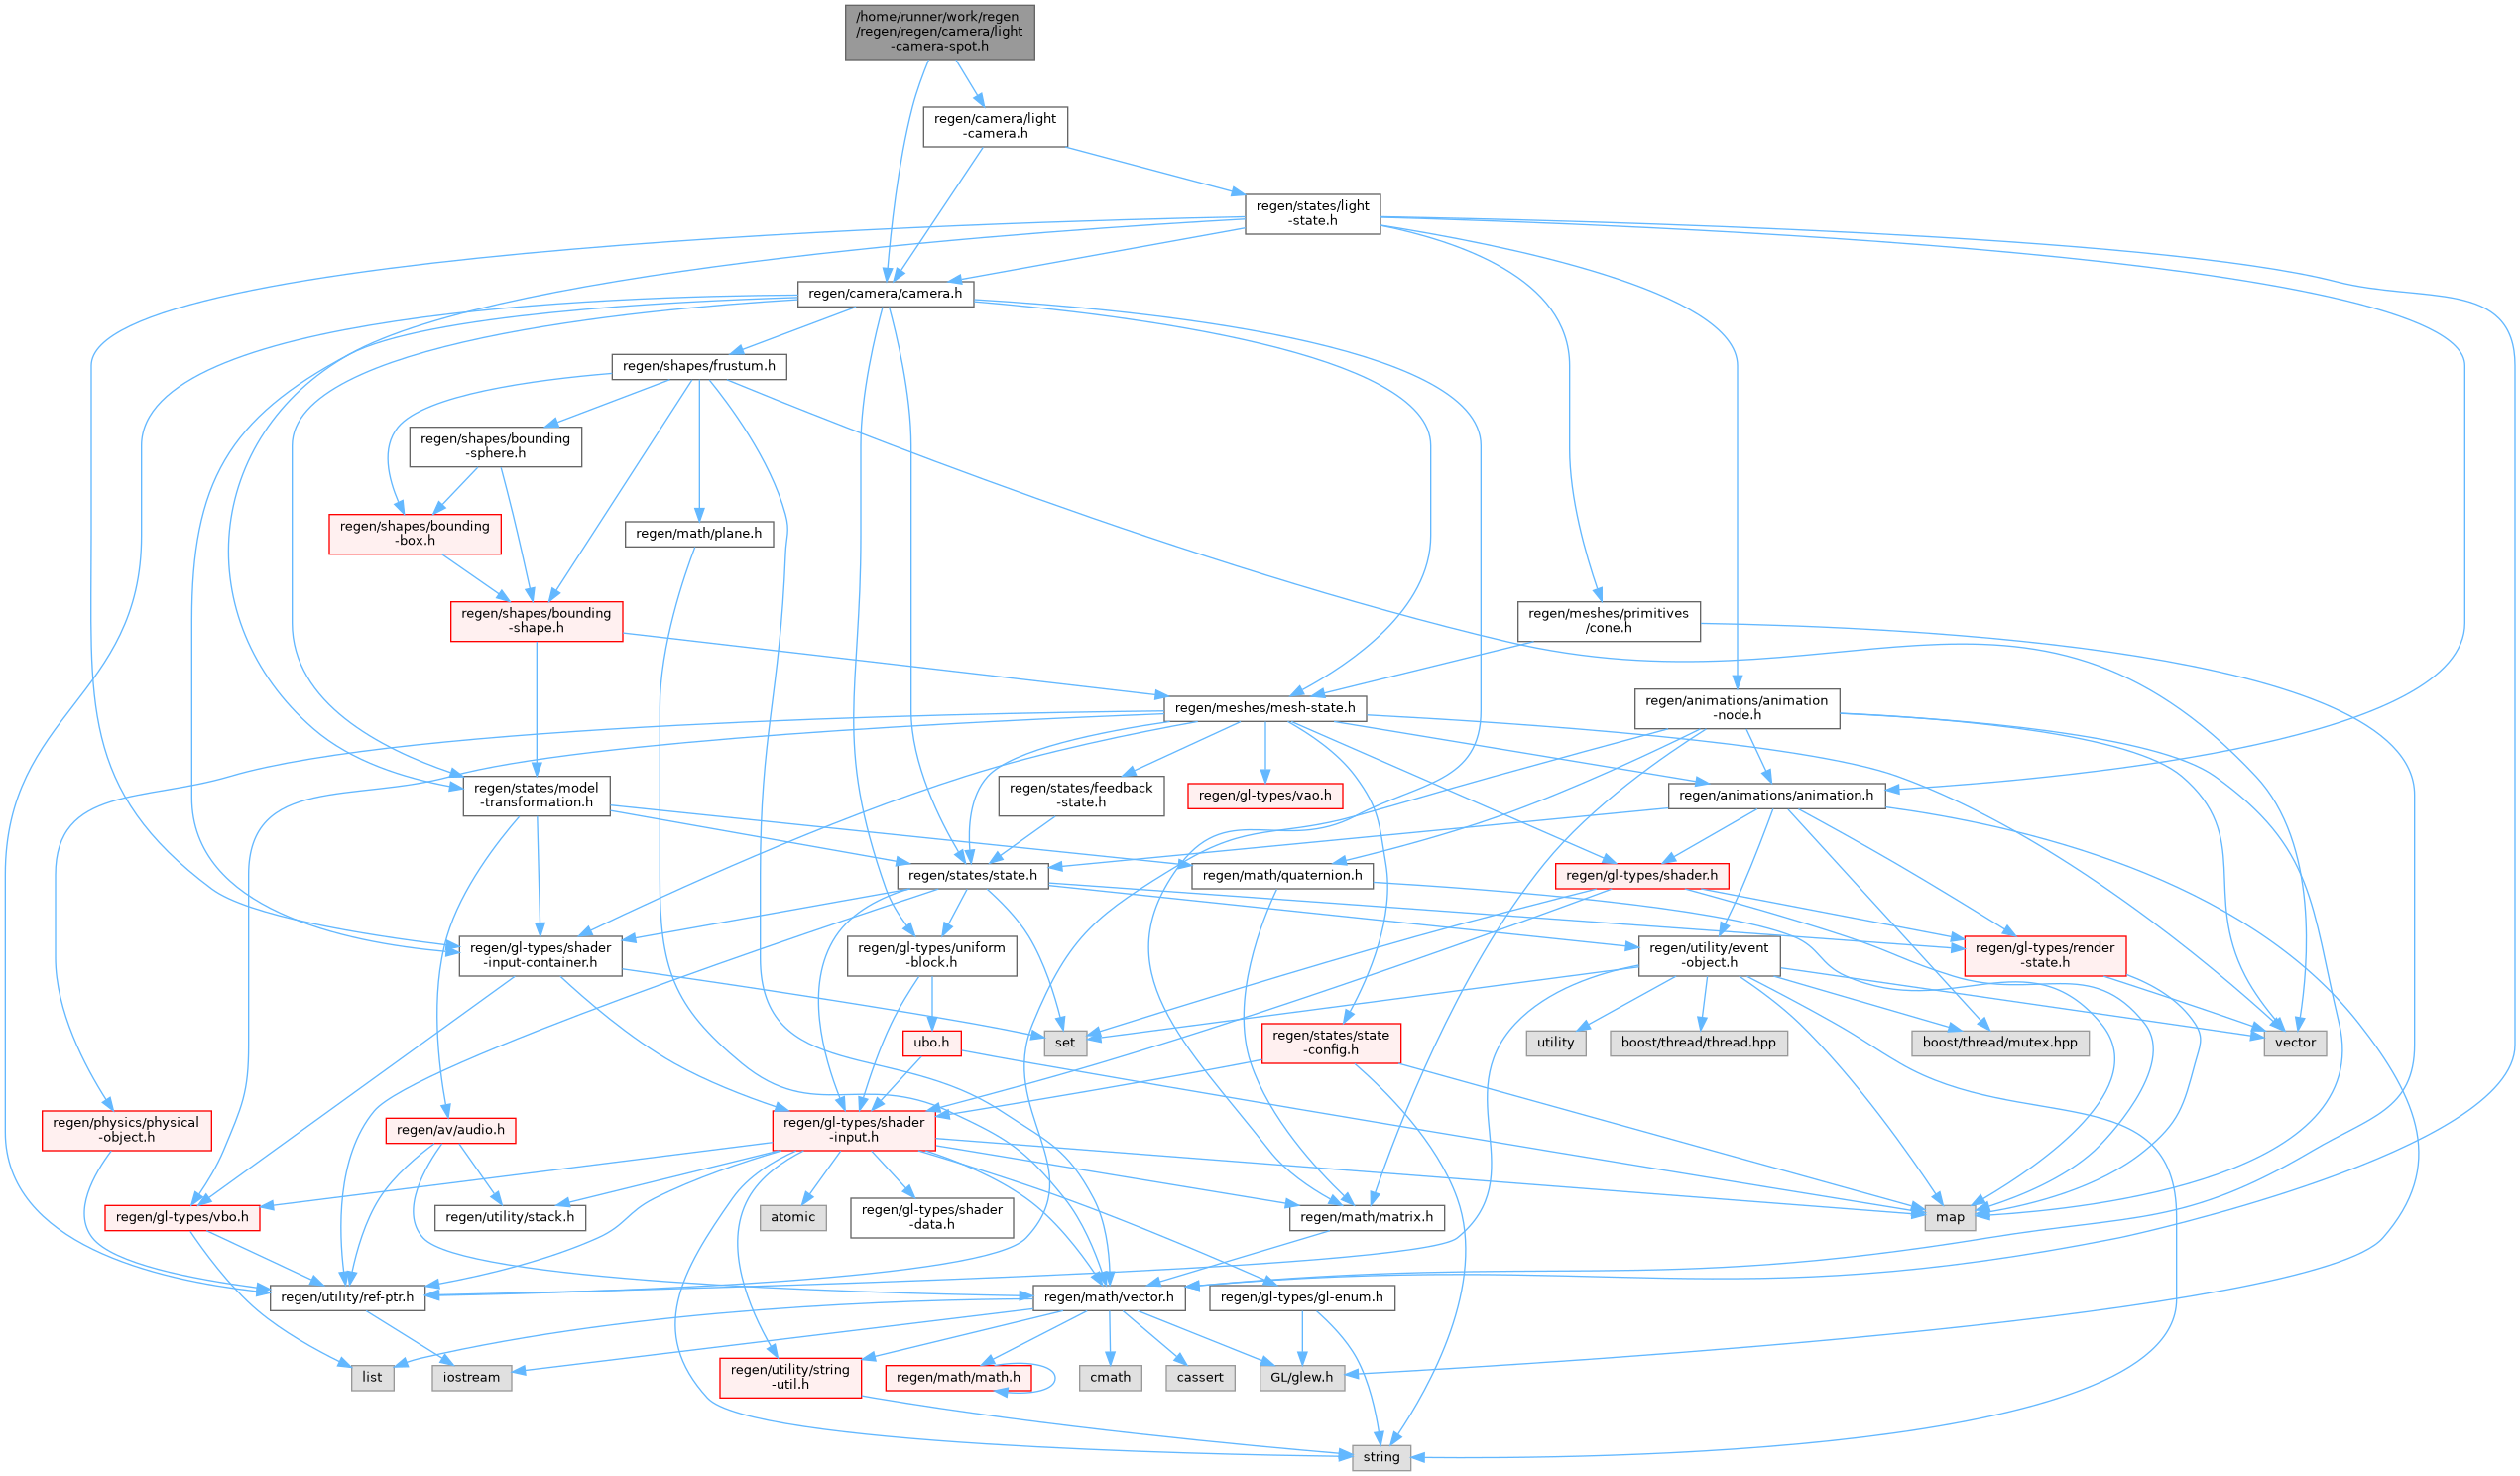 /home/runner/work/regen
/regen/regen/camera/light
-camera-spot.h
regen/camera/light
-camera.h
regen/states/light
-state.h
regen/camera/camera.h
regen/shapes/frustum.h
regen/shapes/bounding
-sphere.h
regen/shapes/bounding
-box.h
regen/math/plane.h
regen/shapes/bounding
-shape.h
regen/meshes/primitives
/cone.h
regen/meshes/mesh-state.h
regen/animations/animation
-node.h
regen/states/model
-transformation.h
regen/states/feedback
-state.h
regen/gl-types/vao.h
regen/animations/animation.h
regen/states/state.h
regen/math/quaternion.h
regen/gl-types/shader.h
regen/gl-types/shader
-input-container.h
regen/gl-types/uniform
-block.h
regen/utility/event
-object.h
regen/gl-types/render
-state.h
ubo.h
set
regen/states/state
-config.h
utility
boost/thread/thread.hpp
boost/thread/mutex.hpp
vector
regen/physics/physical
-object.h
regen/av/audio.h
regen/gl-types/shader
-input.h
regen/gl-types/vbo.h
regen/utility/stack.h
atomic
regen/gl-types/shader
-data.h
regen/math/matrix.h
map
regen/utility/ref-ptr.h
regen/math/vector.h
regen/gl-types/gl-enum.h
list
iostream
regen/utility/string
-util.h
regen/math/math.h
cmath
cassert
GL/glew.h
string